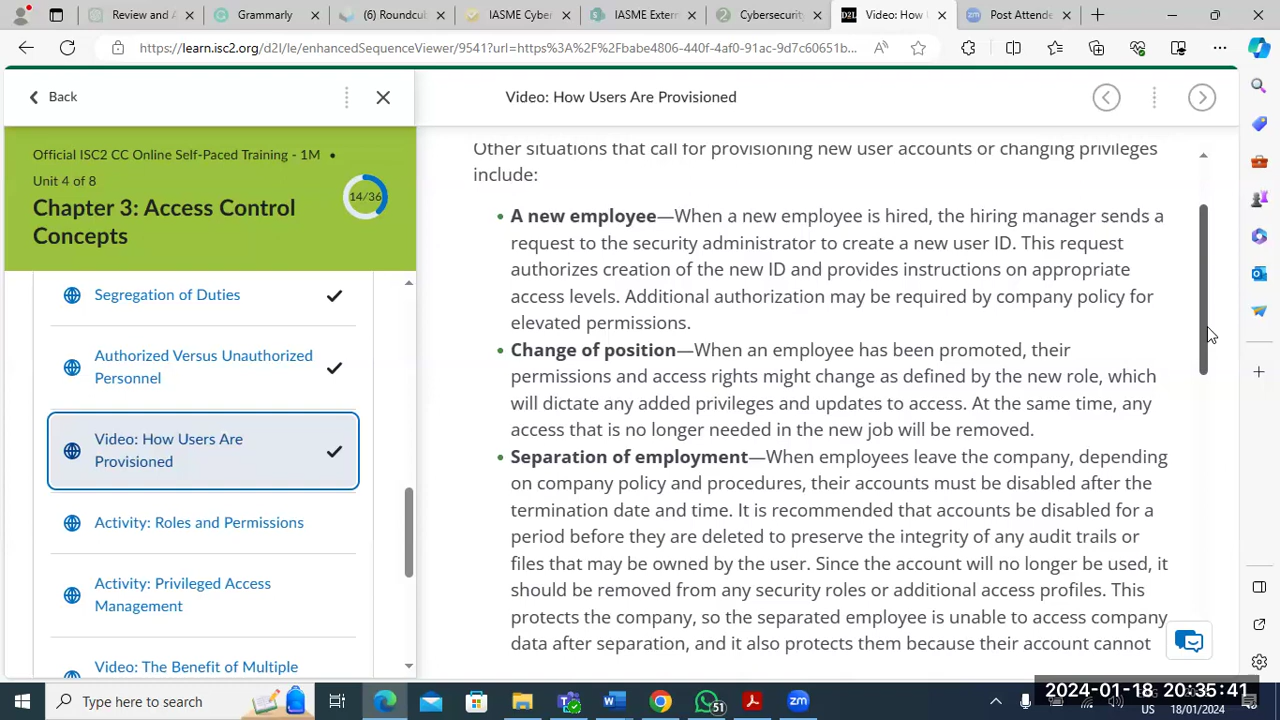 Review and A
Grammarly
(6) Roundcub
IASME Cyber
IASME Extern
Cybersecurity
Video: How U
Post Attende
https://learn.isc2.org/d2l/le/enhancedSequenceViewer/9541?url=https%3A%2F%2Fbabe4806-440f-4af0-91ac-9d7c60651b...
Back
Video: How Users Are Provisioned
Official ISC2 CC Online Self-Paced Training - 1M •
Unit 4 of 8
Chapter 3: Access Control
Concepts
14/36
Segregation of Duties
Authorized Versus Unauthorized
Personnel
Video: How Users Are
Provisioned
Activity: Roles and Permissions
Activity: Privileged Access
Management
Video: The Benefit of Multiple
Other situations that call for provisioning new user accounts or changing privileges
include:
• A new employee—When a new employee is hired, the hiring manager sends a
request to the security administrator to create a new user ID. This request
authorizes creation of the new ID and provides instructions on appropriate
access levels. Additional authorization may be required by company policy for
elevated permissions.
• Change of position—When an employee has been promoted, their
permissions and access rights might change as defined by the new role, which
will dictate any added privileges and updates to access. At the same time, any
access that is no longer needed in the new job will be removed.
• Separation of employment—When employees leave the company, depending
on company policy and procedures, their accounts must be disabled after the
termination date and time. It is recommended that accounts be disabled for a
period before they are deleted to preserve the integrity of any audit trails or
files that may be owned by the user. Since the account will no longer be used, it
should be removed from any security roles or additional access profiles. This
protects the company, so the separated employee is unable to access company
data after separation, and it also protects them because their account cannot
Type here to search
51
zm
2024-01-18 20:35:41
US
18/01/2024